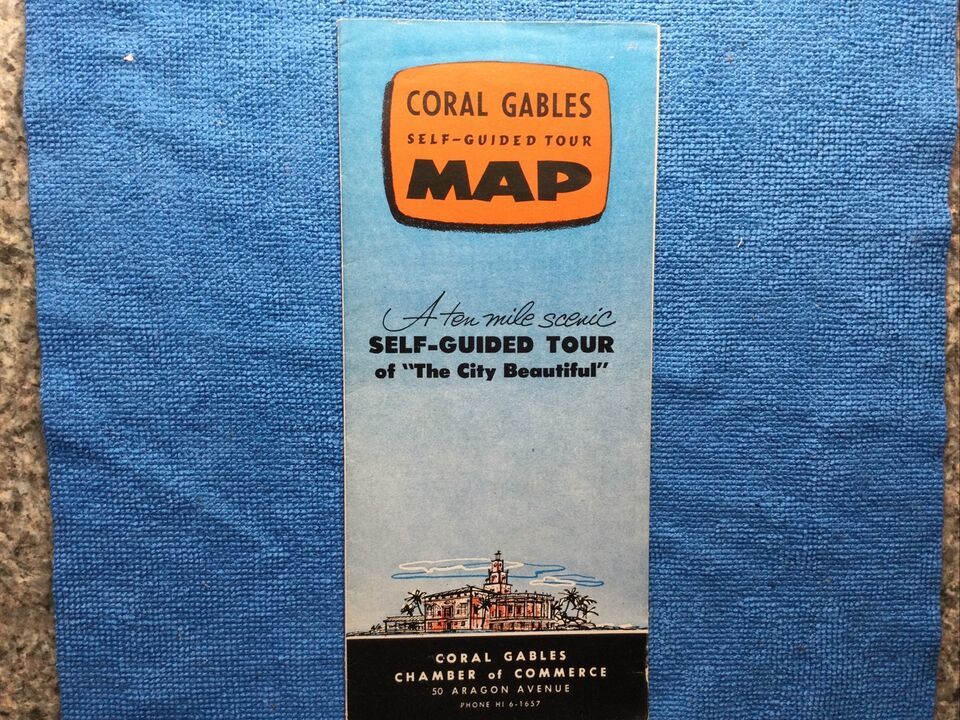 CORAL GABLES
SELF-GUIDED TOUR
MAP
A ten mile scenic
SELF-GUIDED TOUR
of "The City Beautiful"
CORAL GABLES
CHAMBER of COMMERCE
50 ARAGON AVENUE
PHONE HI 6-1657